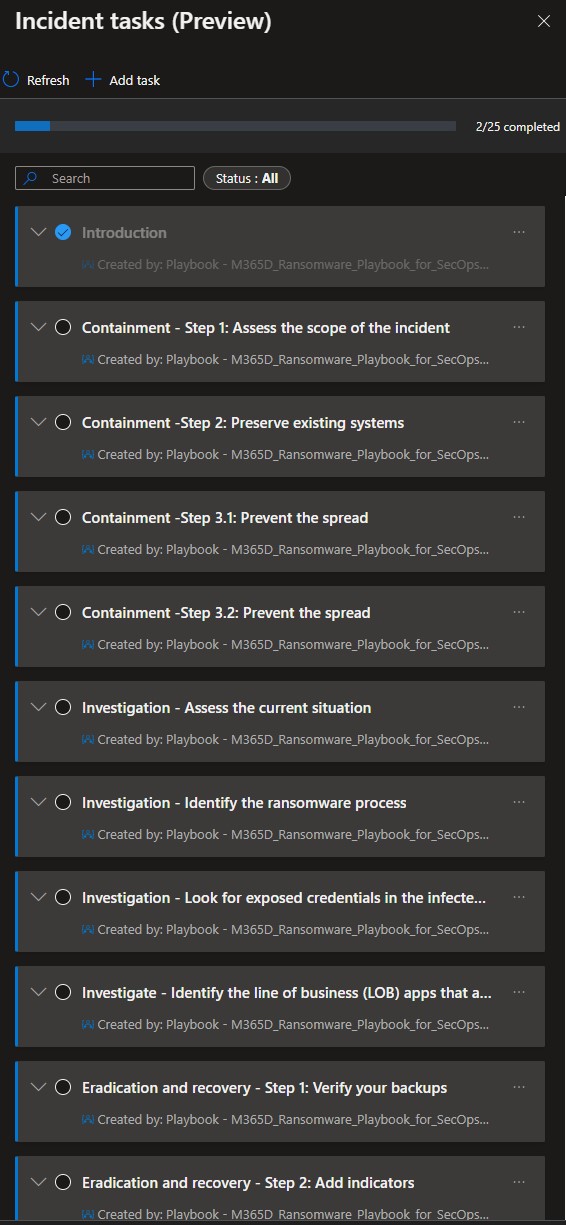 Incident tasks (Preview)
Refresh
Add task
2/25 completed
Search
Status : All
Introduction
Created by: Playbook - M365D_Ransomware_Playbook_for_SecOps...
Containment - Step 1: Assess the scope of the incident
Created by: Playbook - M365D_Ransomware_Playbook_for_SecOps...
Containment -Step 2: Preserve existing systems
Created by: Playbook - M365D_Ransomware_Playbook_for_SecOps...
Containment -Step 3.1: Prevent the spread
Created by: Playbook - M365D_Ransomware_Playbook_for_SecOps...
Containment -Step 3.2: Prevent the spread
Created by: Playbook - M365D_Ransomware_Playbook_for_SecOps...
Investigation - Assess the current situation
Created by: Playbook - M365D_Ransomware_Playbook_for_SecOps...
Investigation - Identify the ransomware process
Created by: Playbook - M365D_Ransomware_Playbook_for_SecOps...
Investigation - Look for exposed credentials in the infecte...
Created by: Playbook - M365D_Ransomware_Playbook_for_SecOps...
Investigate - Identify the line of business (LOB) apps that a...
Created by: Playbook - M365D_Ransomware_Playbook_for_SecOps...
Eradication and recovery - Step 1: Verify your backups
Created by: Playbook - M365D_Ransomware_Playbook_for_SecOps...
Eradication and recovery - Step 2: Add indicators
Created by: Playbook - M365D_Ransomware_Playbook_for_SecOps...